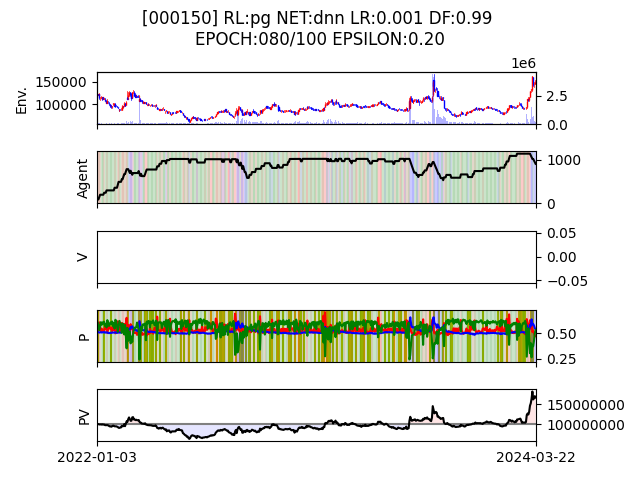 [000150] RL:pg NET:dnn LR:0.001 DF:0.99
EPOCH:080/100 EPSILON:0.20
1e6
Env.
150000
100000
2.5
0.0
Agent
1000
0
V
0.05
0.00
−0.05
P
0.50
0.25
PV
150000000
100000000
2022-01-03
2024-03-22